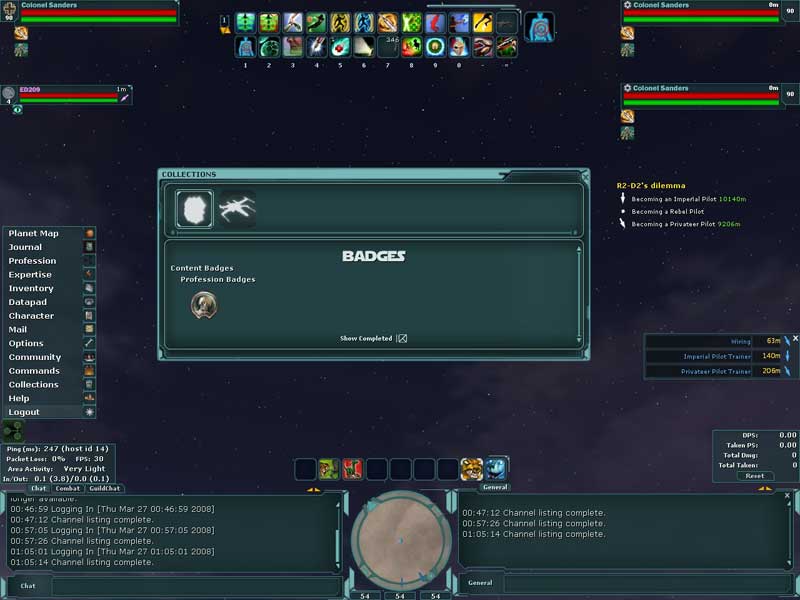 Colonel Sanders
90
1
346
1 2 3 4 5 6 7 8 9 0 - =
Colonel Sanders 0m
90
ED209 1m
4
Colonel Sanders 0m
90
COLLECTIONS
BADGES
Content Badges
Profession Badges
Show Completed
R2-D2's dilemma
Becoming an Imperial Pilot 10140m
Becoming a Rebel Pilot
Becoming a Privateer Pilot 9206m
Planet Map
Journal
Profession
Expertise
Inventory
Datapad
Character
Mail
Options
Community
Commands
Collections
Help
Logout
Wiring 63m
Imperial Pilot Trainer 140m
Privateer Pilot Trainer 206m
Ping (ms): 247 (host id 14)
Packet Loss: 0% FPS: 30
Area Activity: Very Light
In/Out: 0.1 (3.8)/0.0 (0.1)
DPS: 0.00
Taken PS: 0.00
Total Dmg: 0
Total Taken: 0
Reset
Chat Combat GuildChat
longer available.
00:46:59 Logging In [Thu Mar 27 00:46:59 2008]
00:47:12 Channel listing complete.
00:57:05 Logging In [Thu Mar 27 00:57:05 2008]
00:57:26 Channel listing complete.
01:05:01 Logging In [Thu Mar 27 01:05:01 2008]
01:05:14 Channel listing complete.
Chat
General
00:47:12 Channel listing complete.
00:57:26 Channel listing complete.
01:05:14 Channel listing complete.
General
54 54 54